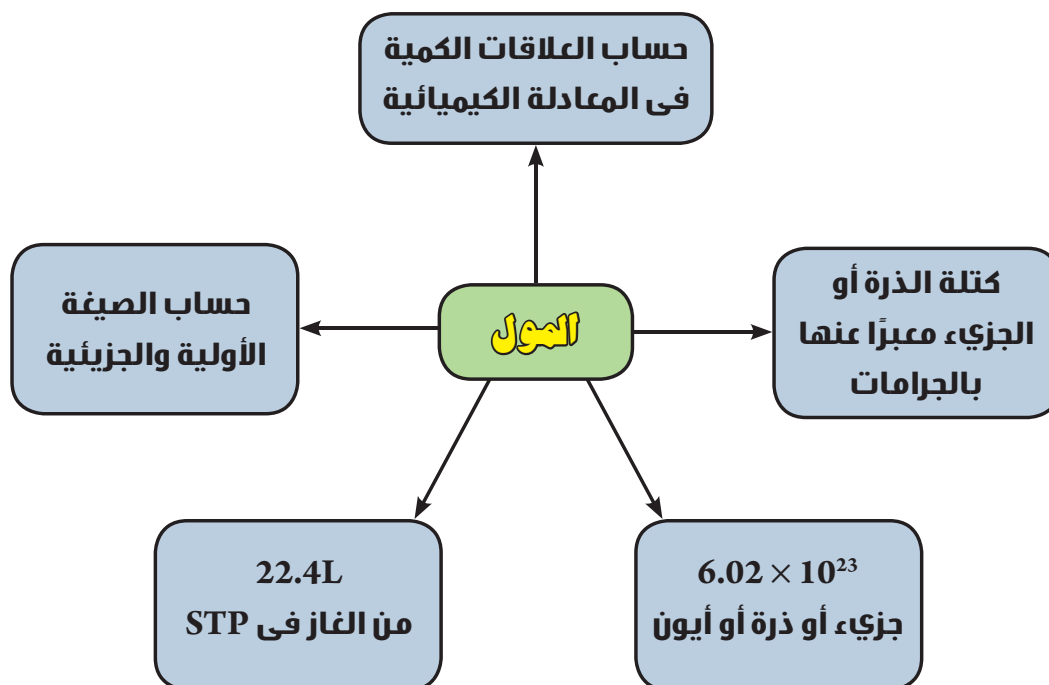 حساب العلاقات الكمية
فى المعادلة الكيميائية
كتلة الذرة أو
الجزيء معبرًا عنها
بالجرامات
المول
حساب الصيغة
الأولية والجزيئية
6.02 × 10²³
جزيء أو ذرة أو أيون
22.4L
من الغاز فى STP